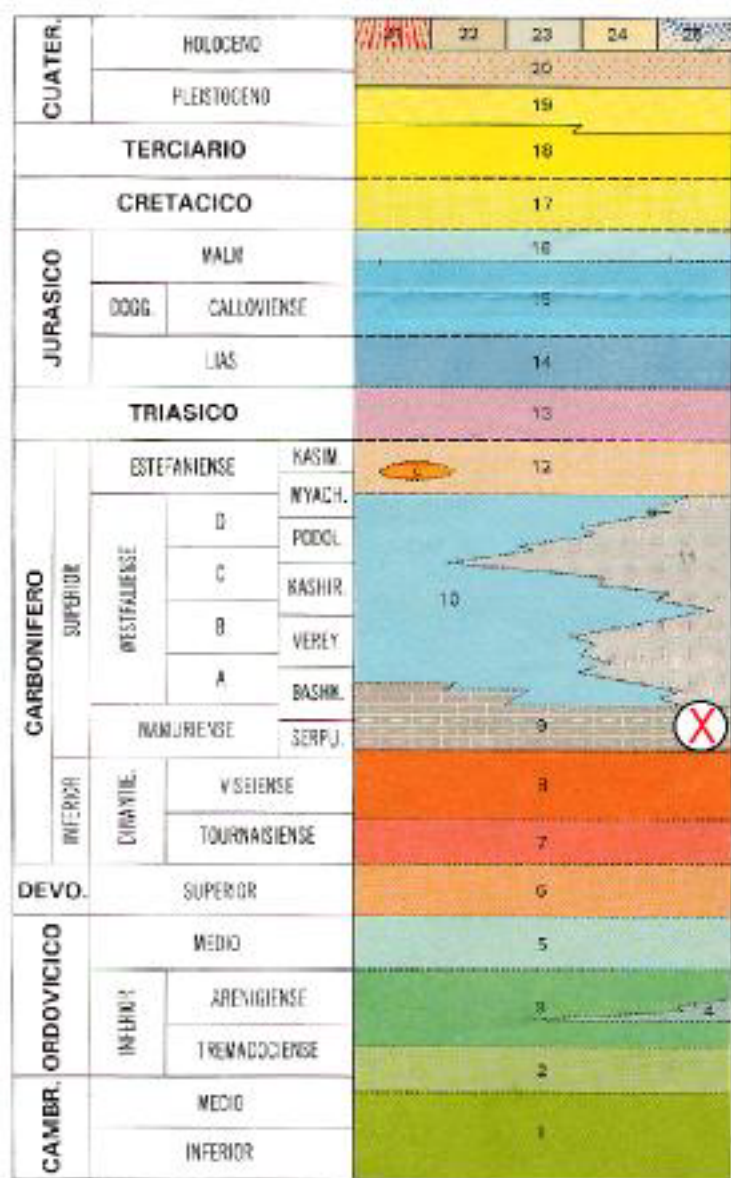 CUATER.
HOLOCENO
21 22 23 24 25
20
PLEISTOCENO
19
TERCIARIO
18
CRETACICO
17
JURASICO
MALM
16
DOGG.
CALLOVIENSE
15
LIAS
14
TRIASICO
13
CARBONIFERO
SUPERIOR
ESTEFANIENSE
KASIM.
12
MYACH.
WESTFALIENSE
D
PODOL.
11
C
KASHIR.
10
B
VEREY.
A
BASHK.
NAMURIENSE
SERPU.
9
X
INFERIOR
DINANTIE.
VISEIENSE
8
TOURNAISIENSE
7
DEVO.
SUPERIOR
6
ORDOVICICO
MEDIO
5
INFERIOR
ARENIGIENSE
3
4
TREMADOCIENSE
2
CAMBR.
MEDIO
1
INFERIOR